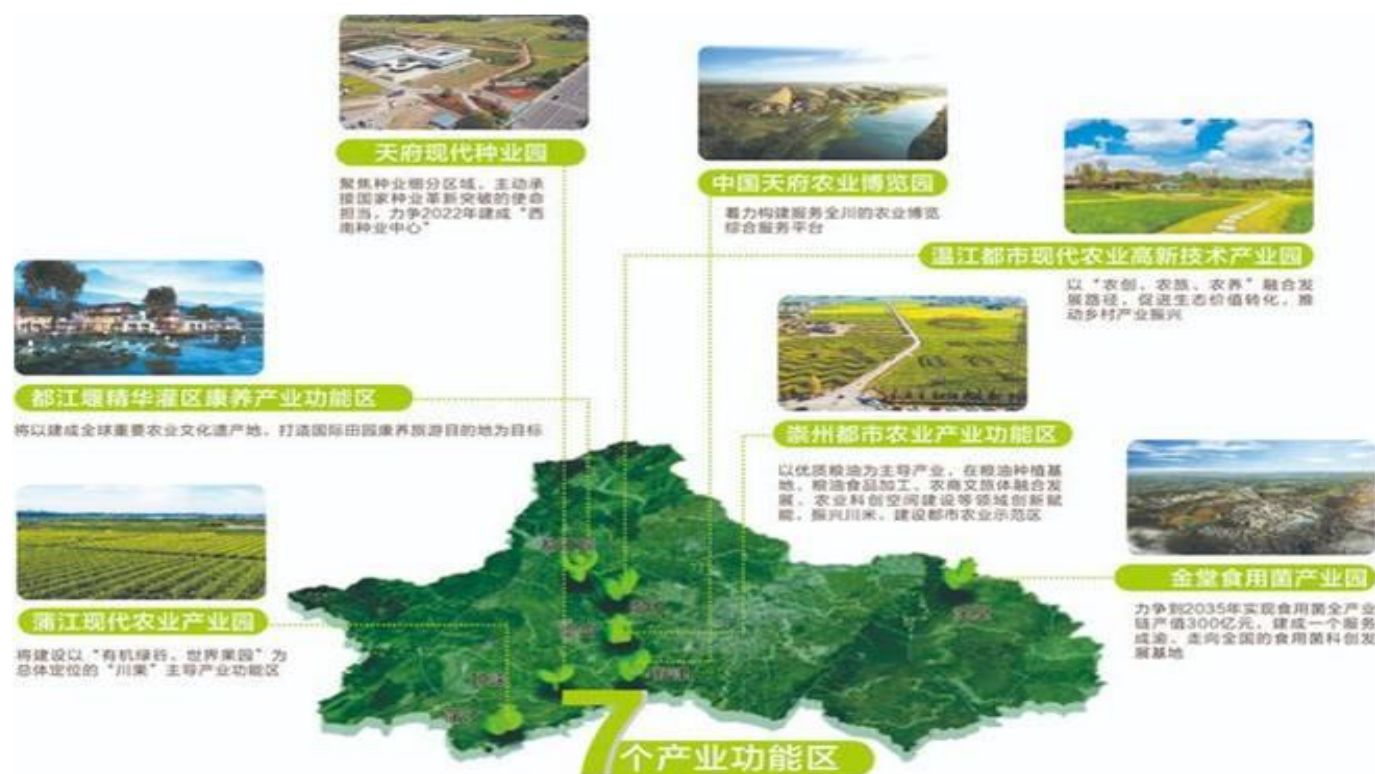 天府现代种业园
聚焦种业细分区域，主动承
接国家种业革新突破的使命
担当，力争2022年建成“西
南种业中心”
中国天府农业博览园
着力构建服务全川的农业博览
综合服务平台
温江都市现代农业高新技术产业园
以“农创、农旅、农养”融合发
展路径，促进生态价值转化，推
动乡村产业振兴
都江堰精华灌区康养产业功能区
将以建成全球重要农业文化遗产地，打造国际田园康养旅游目的地为目标
崇州都市农业产业功能区
以优质粮油为主导产业，在粮油种植基
地、粮油食品加工、农商文旅体融合发
展、农业科创空间建设等领域创新赋
能，振兴川米，建设都市农业示范区
金堂食用菌产业园
力争到2035年实现食用菌全产业
链产值300亿元，建成一个服务
成渝、走向全国的食用菌科创发
展基地
蒲江现代农业产业园
将建设以“有机绿谷、世界果园”为
总体定位的“川果”主导产业功能区
7个产业功能区